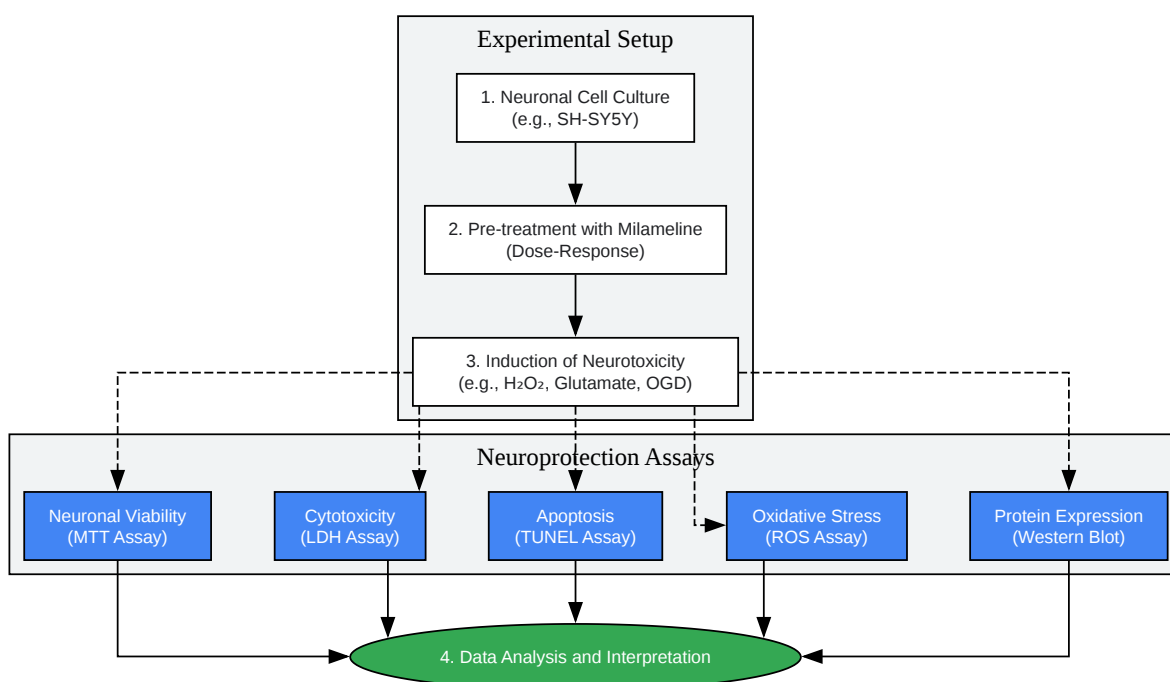 Experimental Setup
1. Neuronal Cell Culture
(e.g., SH-SY5Y)
2. Pre-treatment with Milameline
(Dose-Response)
3. Induction of Neurotoxicity
(e.g., H₂O₂, Glutamate, OGD)
Neuroprotection Assays
Neuronal Viability
(MTT Assay)
Cytotoxicity
(LDH Assay)
Apoptosis
(TUNEL Assay)
Oxidative Stress
(ROS Assay)
Protein Expression
(Western Blot)
4. Data Analysis and Interpretation